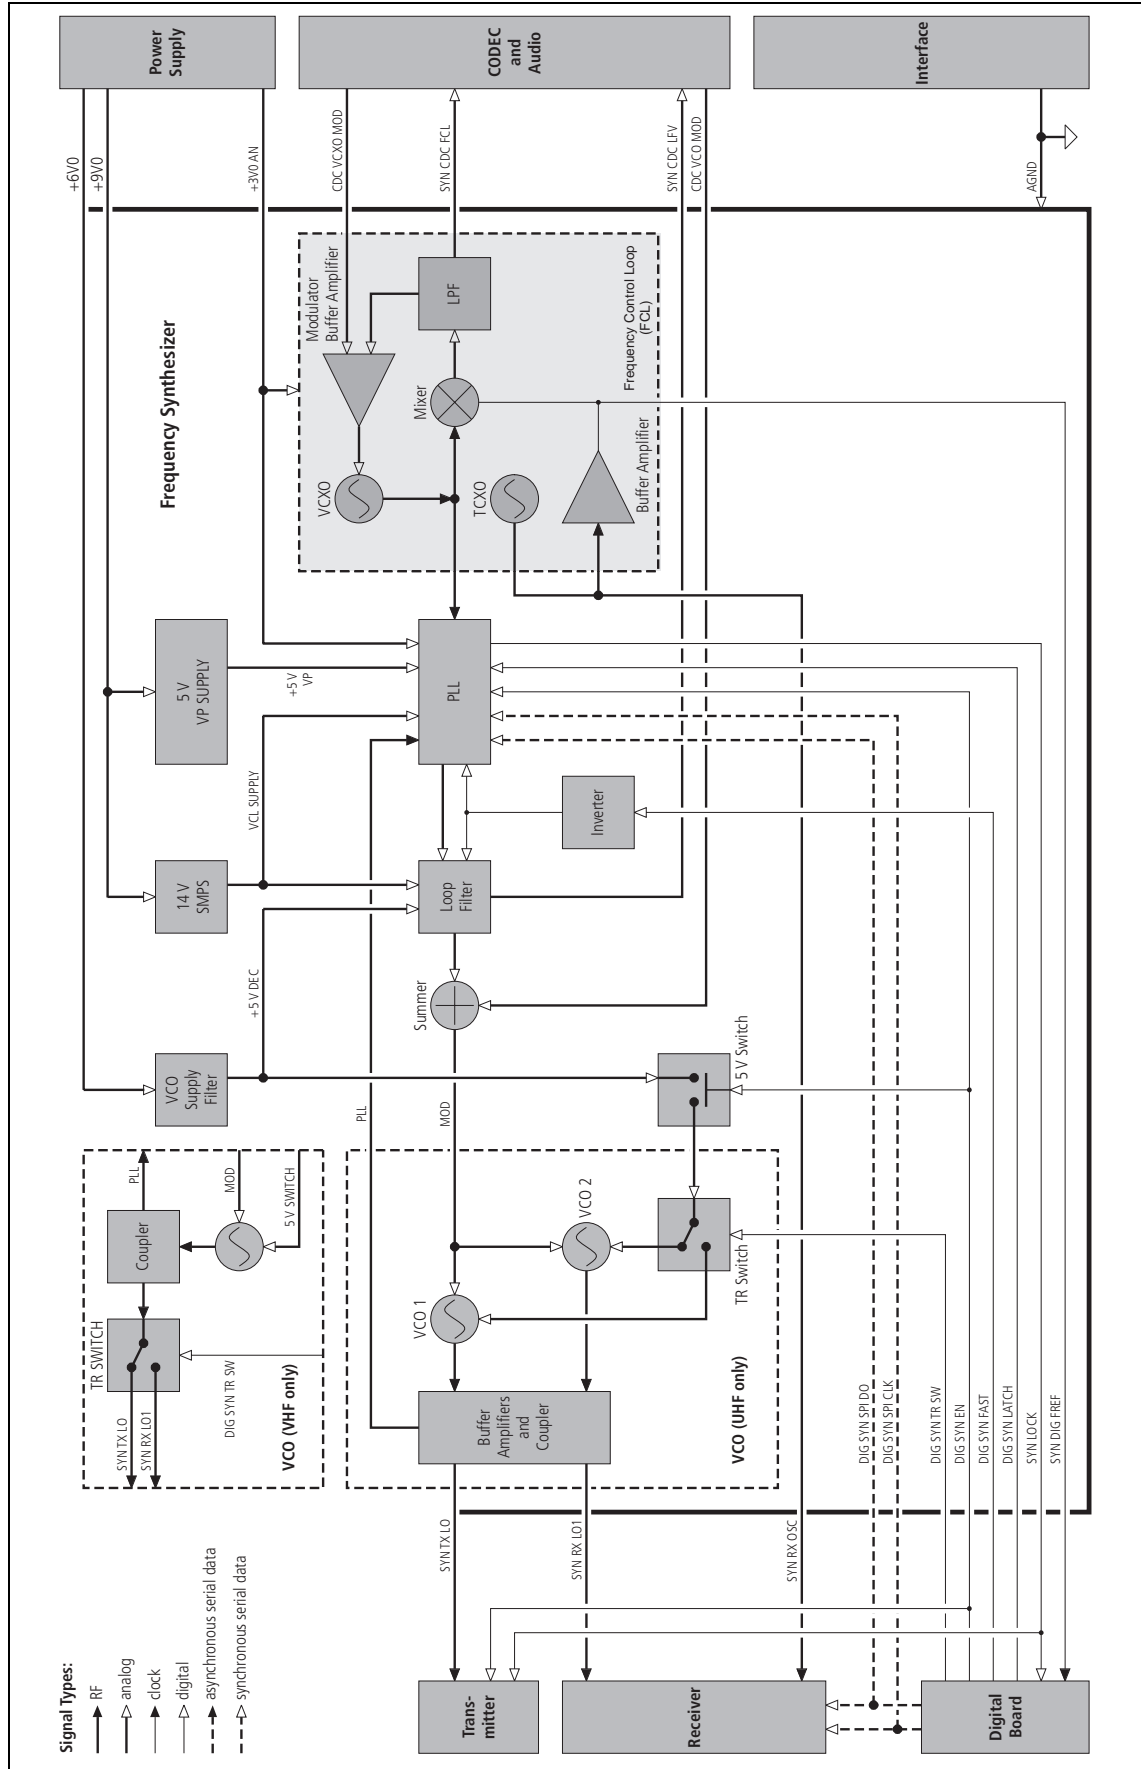 Power
Supply
CODEC
and
Audio
Interface
+6V0
+9V0
+3V0 AN
CDC VCXO MOD
SYN CDC FCL
SYN CDC LFV
CDC VCO MOD
AGND
Frequency Synthesizer
Modulator
Buffer Amplifier
LPF
Frequency Control Loop
(FCL)
Mixer
VCXO
TCXO
Buffer Amplifier
5 V
VP SUPPLY
+5 V
VP
PLL
VCL SUPPLY
Inverter
14 V
SMPS
Loop
Filter
+5 V DEC
Summer
VCO
Supply
Filter
5 V Switch
PLL
MOD
PLL
MOD
5 V SWITCH
Coupler
TR SWITCH
DIG SYN TR SW
SYN TX LO
SYN RX LO1
VCO (VHF only)
VCO 2
TR Switch
VCO 1
Buffer
Amplifiers
and
Coupler
VCO (UHF only)
DIG SYN SPI DO
DIG SYN SPI CLK
DIG SYN TR SW
DIG SYN EN
DIG SYN FAST
DIG SYN LATCH
SYN LOCK
SYN DIG FREF
SYN TX LO
SYN RX LO1
SYN RX OSC
Signal Types:
RF
analog
clock
digital
asynchronous serial data
synchronous serial data
Trans-
mitter
Receiver
Digital
Board